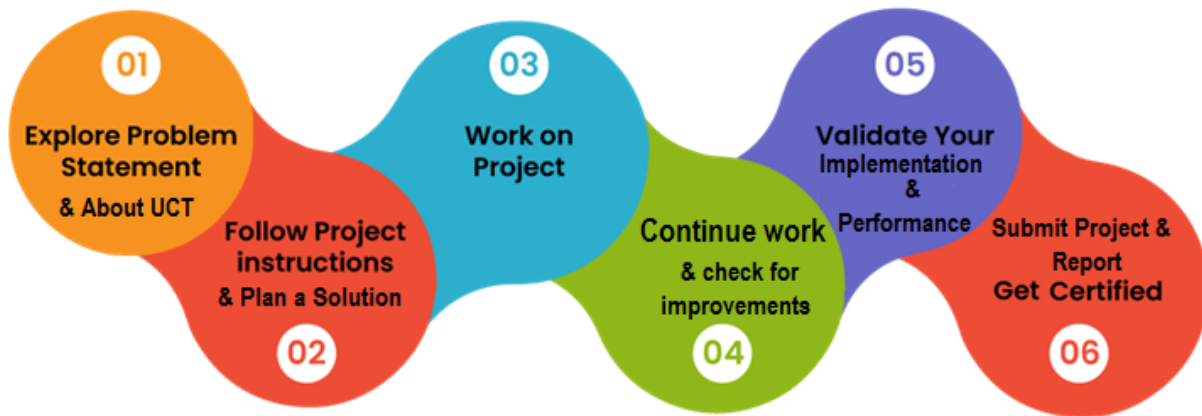 01
Explore Problem
Statement
& About UCT
Follow Project
instructions
& Plan a Solution
02
03
Work on
Project
Continue work
& check for
improvements
04
05
Validate Your
Implementation
&
Performance
Submit Project &
Report
Get Certified
06